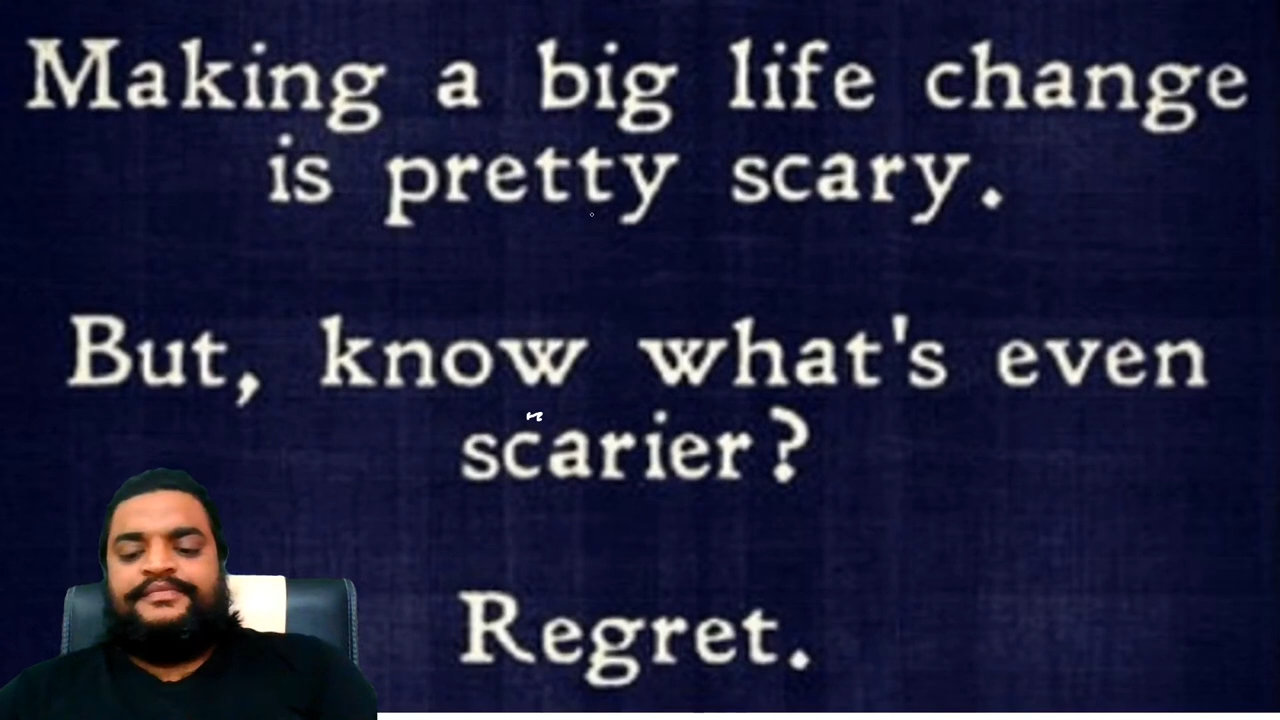 Making a big life change
is pretty scary.
But, know what's even
scarier?
Regret.